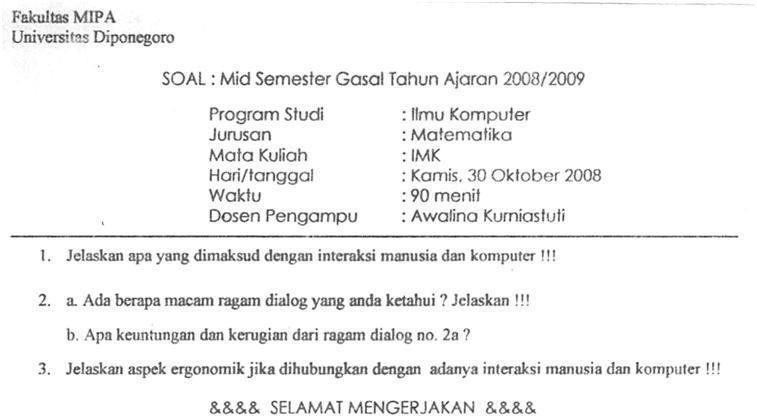 Fakultas MIPA
Universitas Diponegoro
SOAL : Mid Semester Gasal Tahun Ajaran 2008/2009
Program Studi : Ilmu Komputer
Jurusan : Matematika
Mata Kuliah : IMK
Hari/tanggal : Kamis, 30 Oktober 2008
Waktu : 90 menit
Dosen Pengampu : Awalina Kurniastuti
1. Jelaskan apa yang dimaksud dengan interaksi manusia dan komputer !!!
2. a. Ada berapa macam ragam dialog yang anda ketahui ? Jelaskan !!!
b. Apa keuntungan dan kerugian dari ragam dialog no. 2a ?
3. Jelaskan aspek ergonomik jika dihubungkan dengan adanya interaksi manusia dan komputer !!!
&&&& SELAMAT MENGERJAKAN &&&&